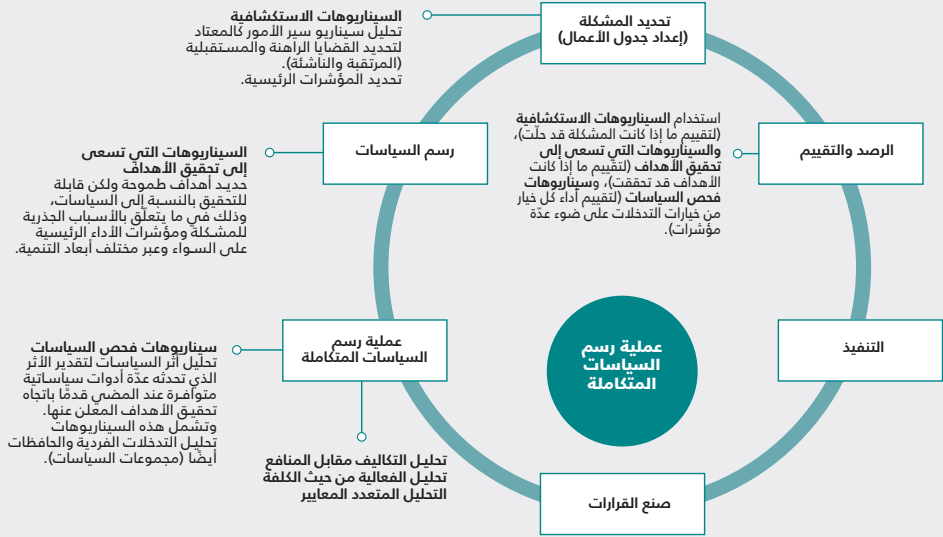 تحديد المشكلة
(إعداد جدول الأعمال)
السيناريوهات الاستكشافية
تحليل سيناريو سير الأمور كالمعتاد
لتحديد القضايا الراهنة والمستقبلية
(المرتقبة والناشئة).
تحديد المؤشرات الرئيسية.
رسم السياسات
السيناريوهات التي تسعى
إلى تحقيق الأهداف
حديد أهداف طموحة ولكن قابلة
للتحقيق بالنسبة إلى السياسات،
وذلك في ما يتعلّق بالأسباب الجذرية
للمشكلة ومؤشرات الأداء الرئيسية
على السواء وعبر مختلف أبعاد التنمية.
عملية رسم
السياسات المتكاملة
سيناريوهات فحص السياسات
تحليل أثر السياسات لتقدير الأثر
الذي تحدثه عدّة أدوات سياساتية
متوافرة عند المضي قدمًا باتجاه
تحقيق الأهداف المعلن عنها.
وتشمل هذه السيناريوهات
تحليل التدخلات الفردية والحافظات
أيضًا (مجموعات السياسات).
تحليل التكاليف مقابل المنافع
تحليل الفعالية من حيث الكلفة
التحليل المتعدد المعايير
صنع القرارات
التنفيذ
الرصد والتقييم
استخدام السيناريوهات الاستكشافية
(لتقييم ما إذا كانت المشكلة قد حلّت)،
والسيناريوهات التي تسعى إلى
تحقيق الأهداف (لتقييم ما إذا كانت
الأهداف قد تحققت)، وسيناريوهات
فحص السياسات (لتقييم أداء كل خيار
من خيارات التدخلات على ضوء عدّة
مؤشرات).
عملية رسم
السياسات
المتكاملة